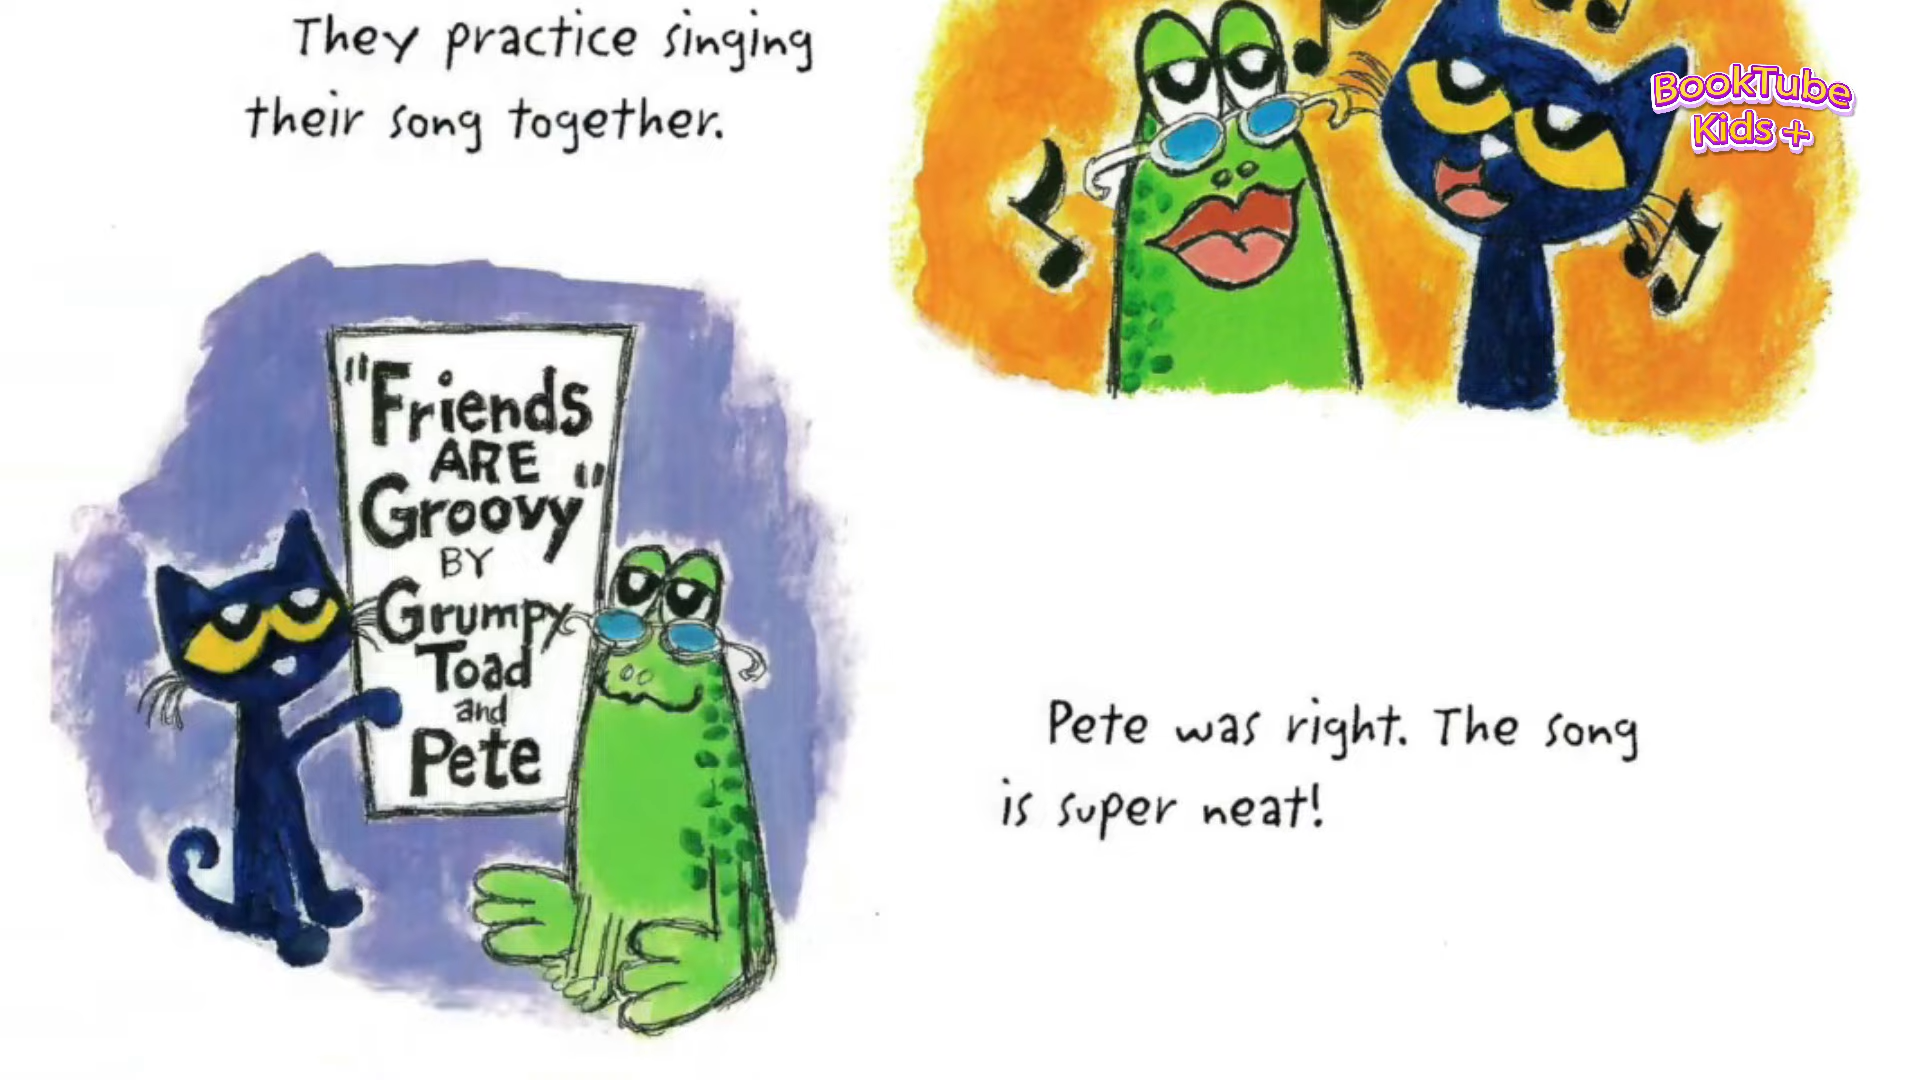 They practice singing
their song together.
"Friends
ARE
Groovy"
BY
Grumpy
Toad
and
Pete
BookTube
Kids +
Pete was right. The song
is super neat!